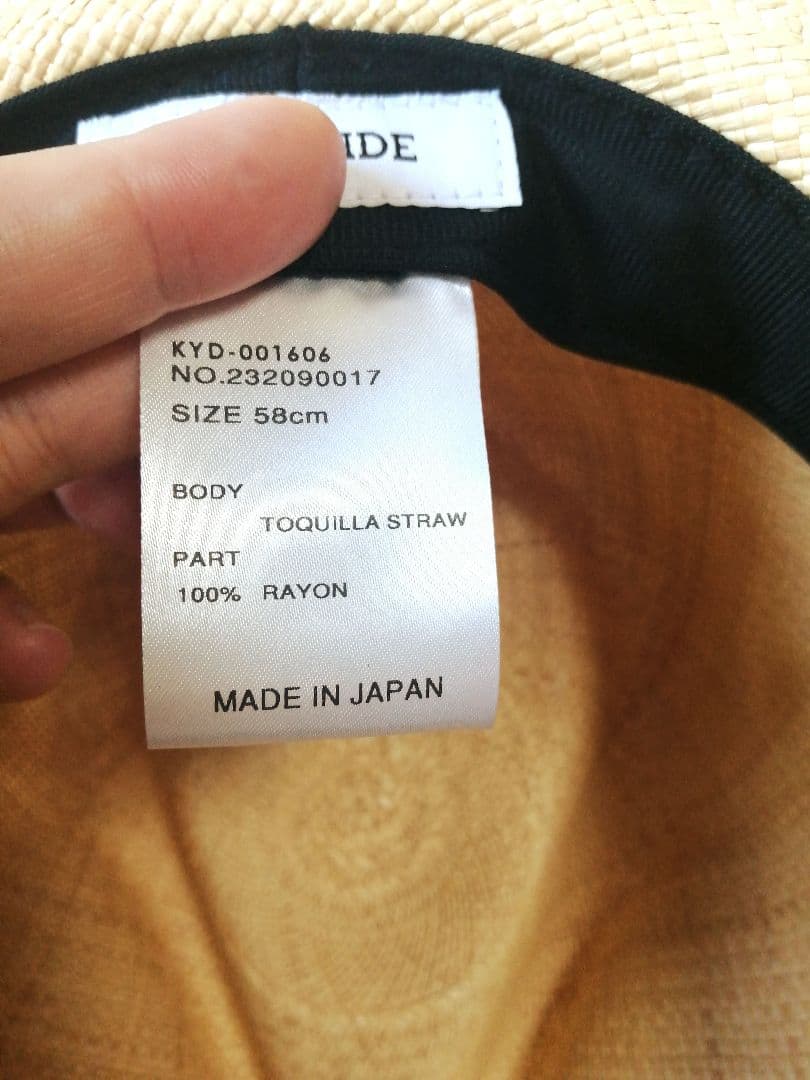 IDE
KYD-001606
NO.232090017
SIZE 58cm
BODY
TOQUILLA STRAW
PART
100% RAYON
MADE IN JAPAN